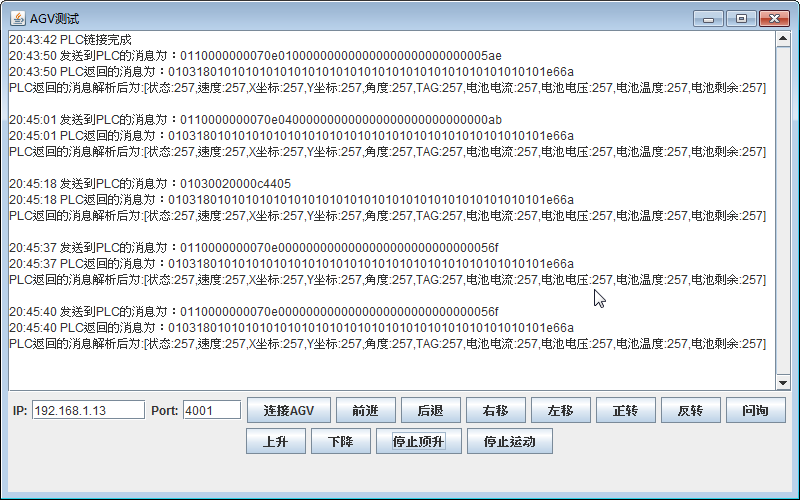 AGV测试
20:43:42 PLC链接完成
20:43:50 发送到PLC的消息为：0110000000070e010000000000000000000000000005ae
20:43:50 PLC返回的消息为：010318010101010101010101010101010101010101010101010101e66a
PLC返回的消息解析后为:[状态:257,速度:257,X坐标:257,Y坐标:257,角度:257,TAG:257,电池电流:257,电池电压:257,电池温度:257,电池剩余:257]
20:45:01 发送到PLC的消息为：0110000000070e040000000000000000000000000000ab
20:45:01 PLC返回的消息为：010318010101010101010101010101010101010101010101010101e66a
PLC返回的消息解析后为:[状态:257,速度:257,X坐标:257,Y坐标:257,角度:257,TAG:257,电池电流:257,电池电压:257,电池温度:257,电池剩余:257]
20:45:18 发送到PLC的消息为：01030020000c4405
20:45:18 PLC返回的消息为：010318010101010101010101010101010101010101010101010101e66a
PLC返回的消息解析后为:[状态:257,速度:257,X坐标:257,Y坐标:257,角度:257,TAG:257,电池电流:257,电池电压:257,电池温度:257,电池剩余:257]
20:45:37 发送到PLC的消息为：0110000000070e0000000000000000000000000000056f
20:45:37 PLC返回的消息为：010318010101010101010101010101010101010101010101010101e66a
PLC返回的消息解析后为:[状态:257,速度:257,X坐标:257,Y坐标:257,角度:257,TAG:257,电池电流:257,电池电压:257,电池温度:257,电池剩余:257]
20:45:40 发送到PLC的消息为：0110000000070e0000000000000000000000000000056f
20:45:40 PLC返回的消息为：010318010101010101010101010101010101010101010101010101e66a
PLC返回的消息解析后为:[状态:257,速度:257,X坐标:257,Y坐标:257,角度:257,TAG:257,电池电流:257,电池电压:257,电池温度:257,电池剩余:257]
IP: 192.168.1.13 Port: 4001 连接AGV 前进 后退 右移 左移 正转 反转 问询
上升 下降 停止顶升 停止运动